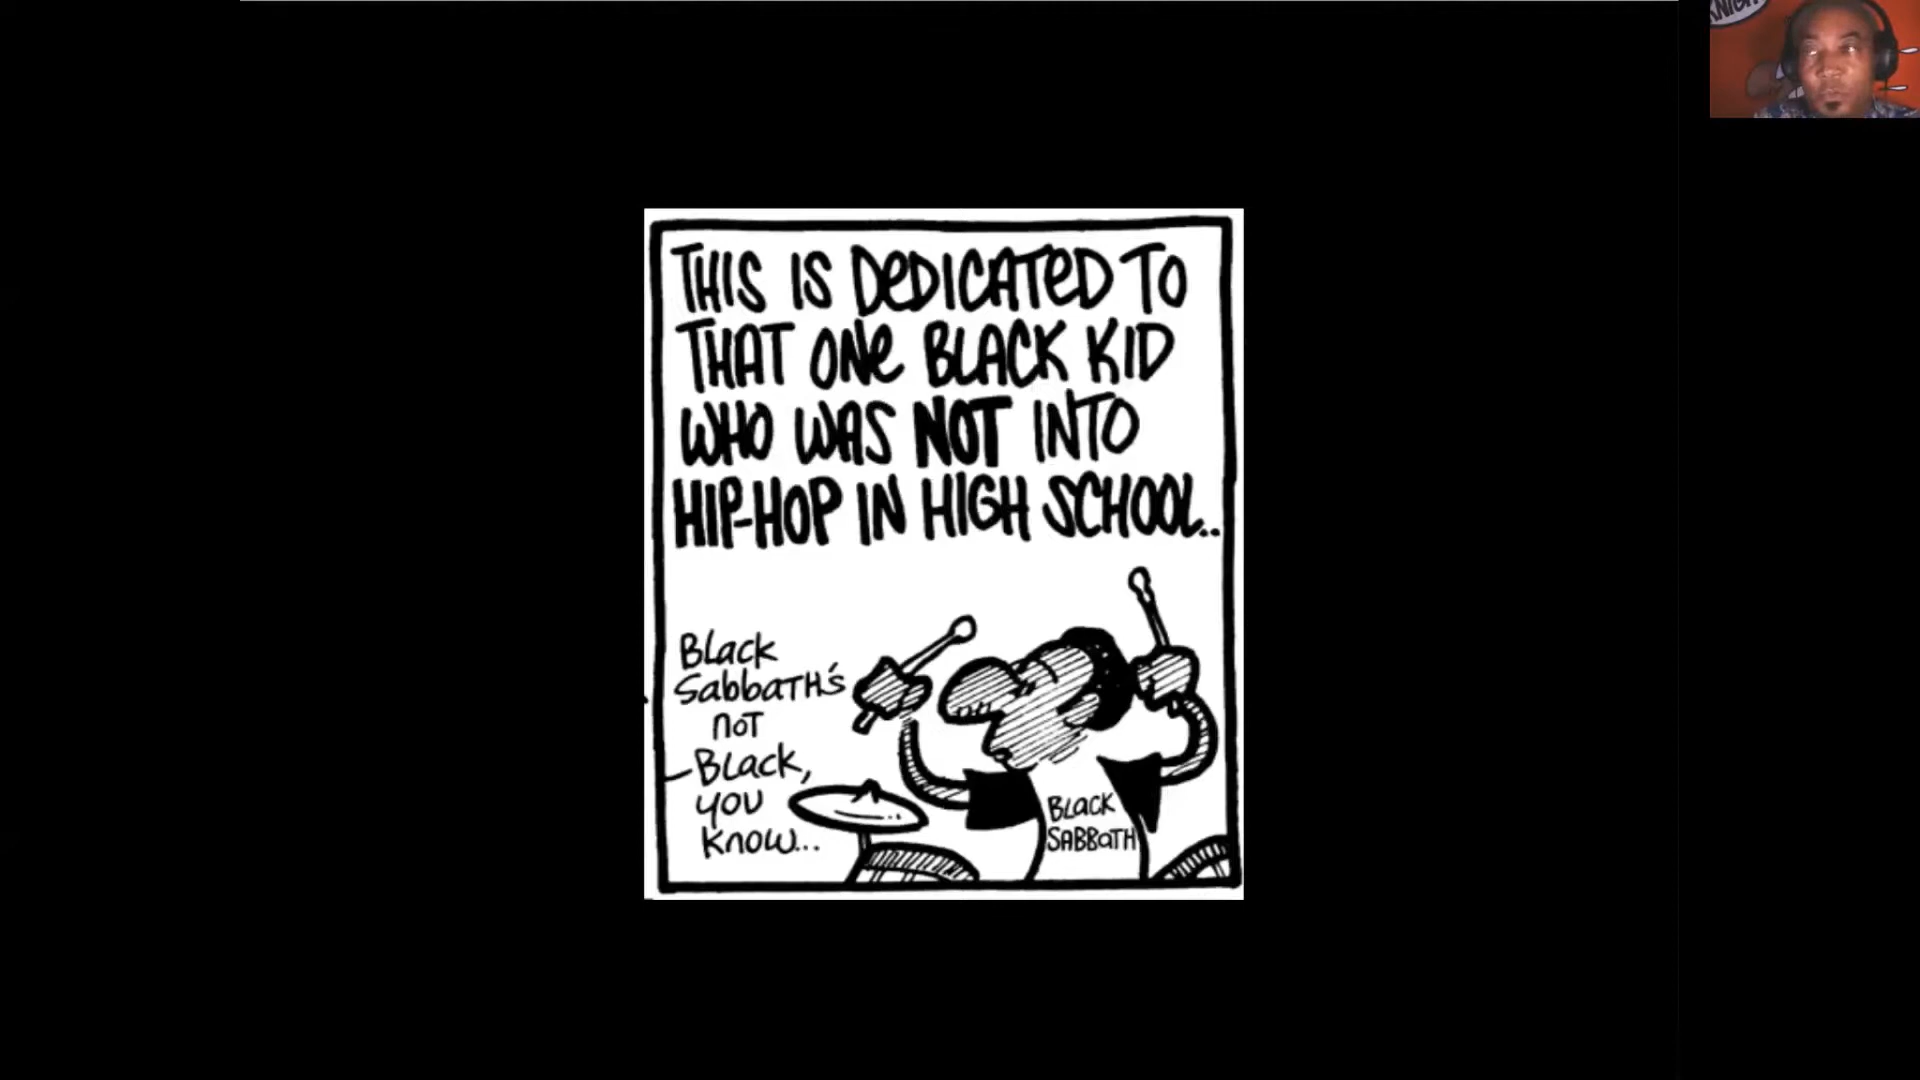 KNIGH
THIS IS DeDICATeD TO
THAT ONe BLACK KID
WHO WAS NOT INTO
HIP-HOP IN HIGH SCHOOL..
Black
SabbaTH's
noT
Black,
you
know...
BLaCK
SABBaTH